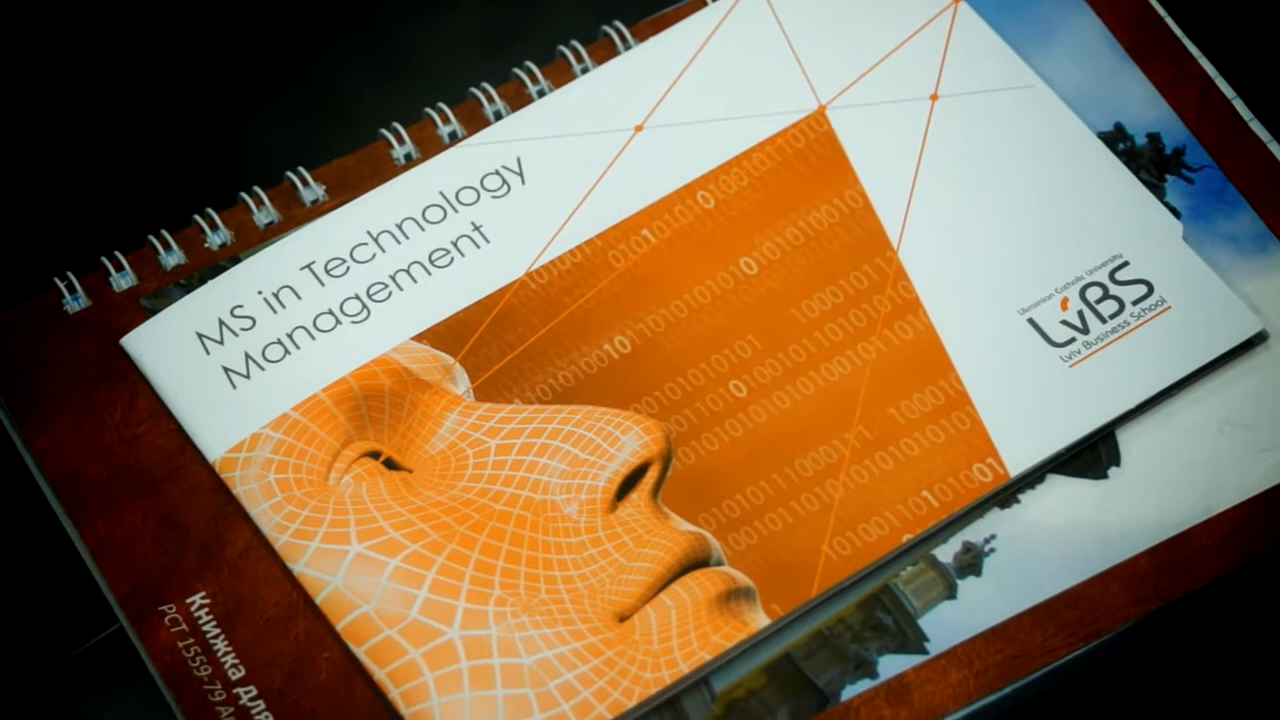 MS in Technology
Management
Ukrainian Catholic University
LvBS
Lviv Business School
Книжка для
РСТ 1559-79